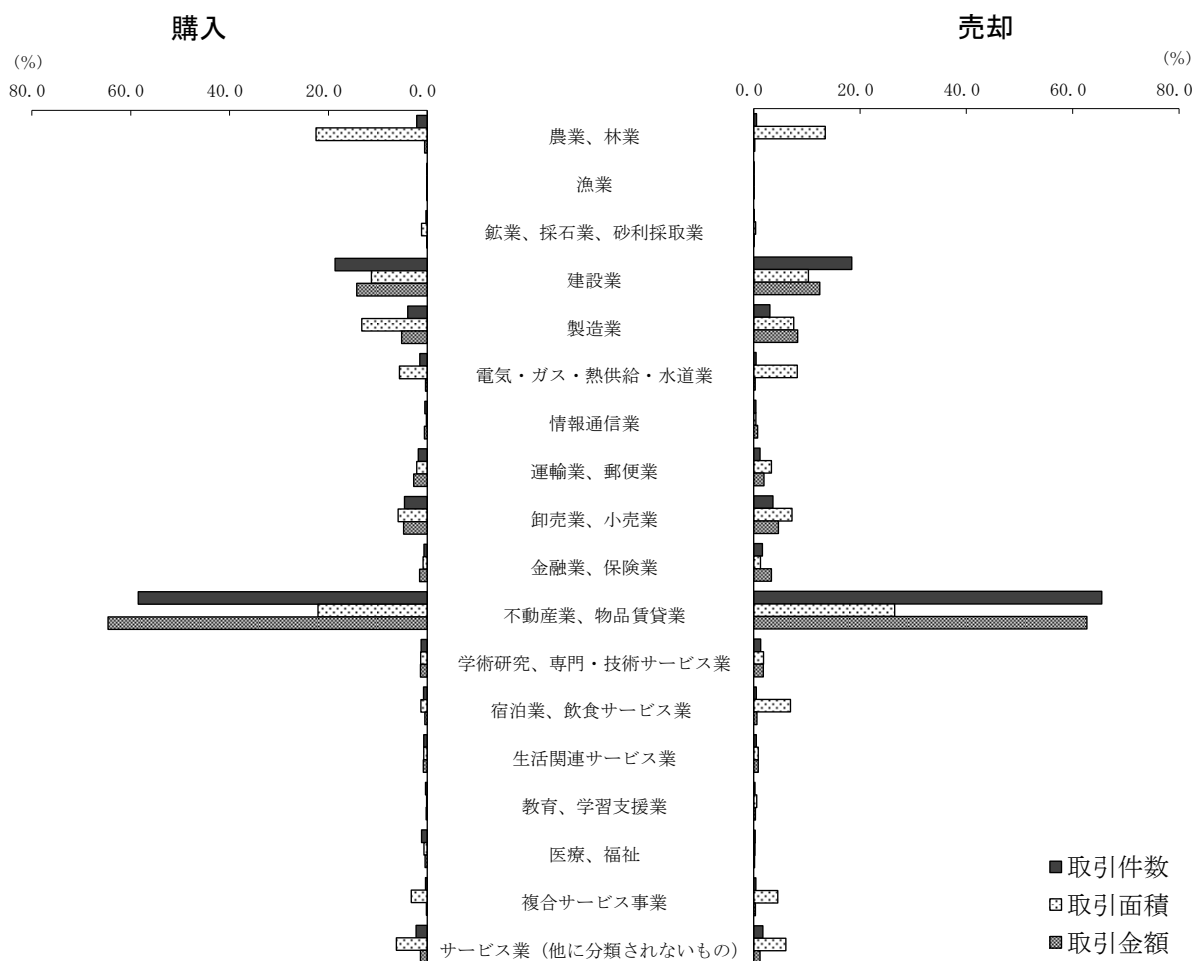 購入
売却
(%)
(%)
80.0 60.0 40.0 20.0 0.0
0.0 20.0 40.0 60.0 80.0
農業、林業
漁業
鉱業、採石業、砂利採取業
建設業
製造業
電気・ガス・熱供給・水道業
情報通信業
運輸業、郵便業
卸売業、小売業
金融業、保険業
不動産業、物品賃貸業
学術研究、専門・技術サービス業
宿泊業、飲食サービス業
生活関連サービス業
教育、学習支援業
医療、福祉
複合サービス事業
サービス業（他に分類されないもの）
取引件数
取引面積
取引金額